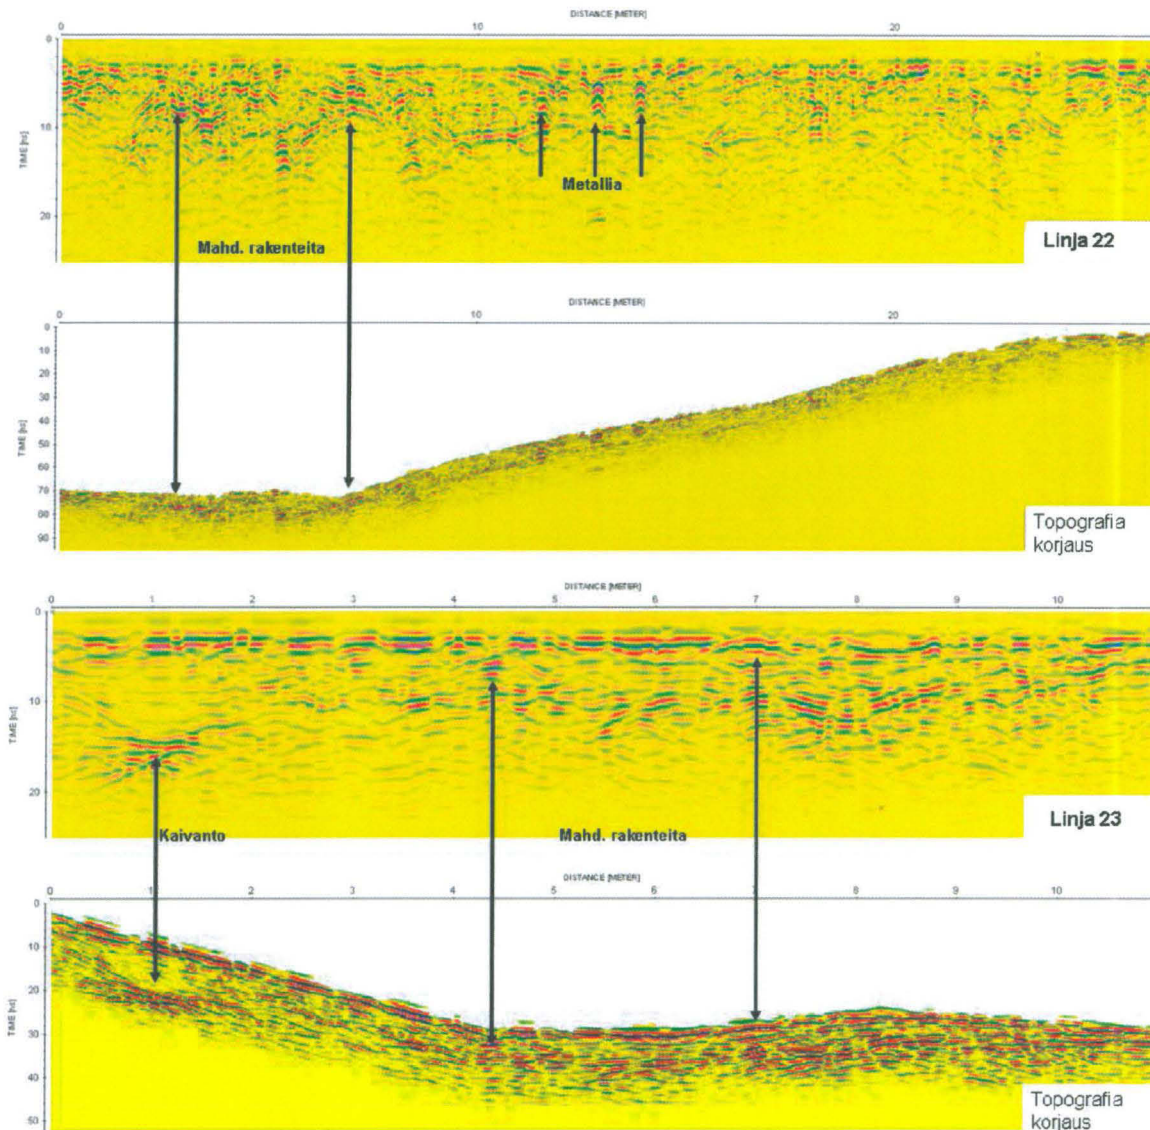 DISTANCE [METER]
0 10 20
0
10
20
TIME [ns]
Metallia
Mahd. rakenteita
Linja 22
DISTANCE [METER]
0 10 20
0
10
20
30
40
50
60
70
80
90
TIME [ns]
Topografia
korjaus
DISTANCE [METER]
0 1 2 3 4 5 6 7 8 9 10
0
10
20
TIME [ns]
Kaivanto
Mahd. rakenteita
Linja 23
DISTANCE [METER]
0 1 2 3 4 5 6 7 8 9 10
0
10
20
30
40
50
TIME [ns]
Topografia
korjaus